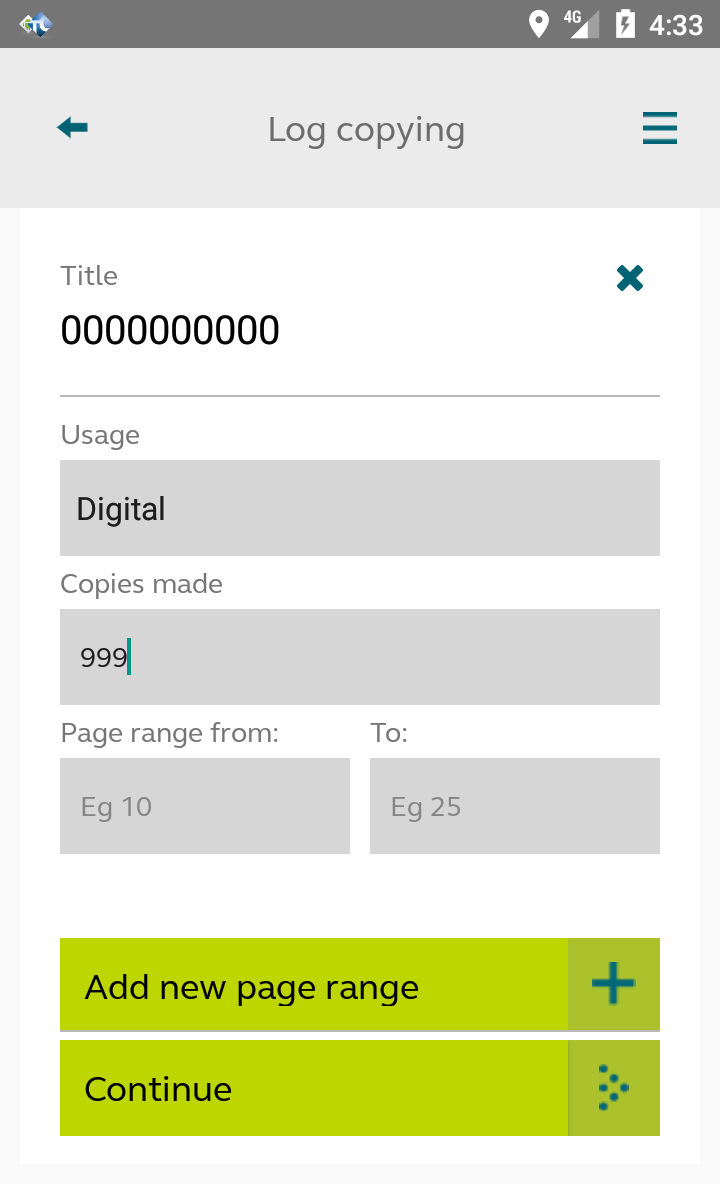 4G 4:33
Log copying
Title
0000000000
Usage
Digital
Copies made
999
Page range from: To:
Eg 10 Eg 25
Add new page range
Continue